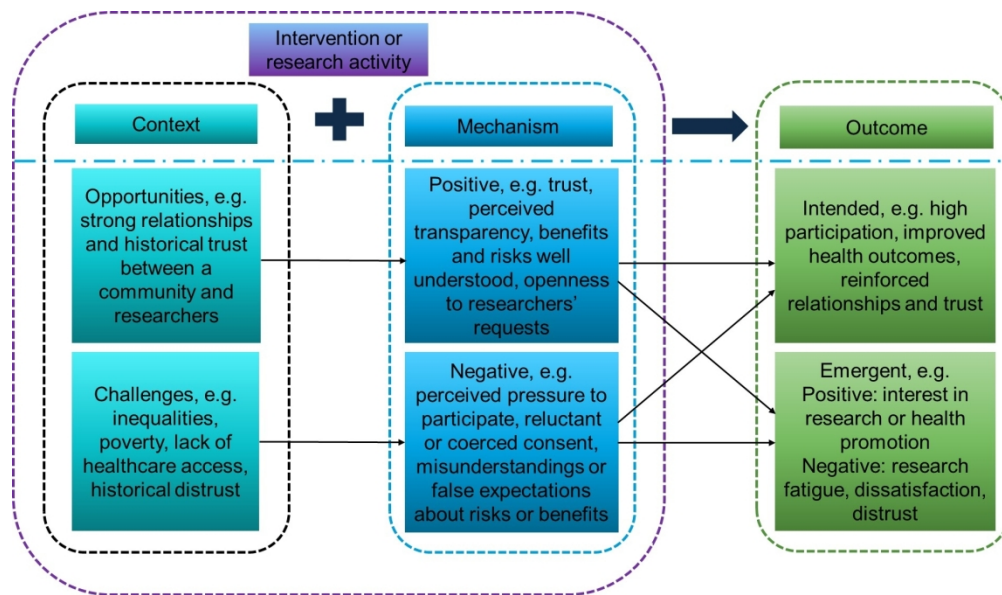 Intervention or
research activity
Context
Mechanism
Outcome
Opportunities, e.g.
strong relationships
and historical trust
between a
community and
researchers
Positive, e.g. trust,
perceived
transparency, benefits
and risks well
understood, openness
to researchers’
requests
Intended, e.g. high
participation, improved
health outcomes,
reinforced
relationships and trust
Challenges, e.g.
inequalities,
poverty, lack of
healthcare access,
historical distrust
Negative, e.g.
perceived pressure to
participate, reluctant
or coerced consent,
misunderstandings or
false expectations
about risks or benefits
Emergent, e.g.
Positive: interest in
research or health
promotion
Negative: research
fatigue, dissatisfaction,
distrust